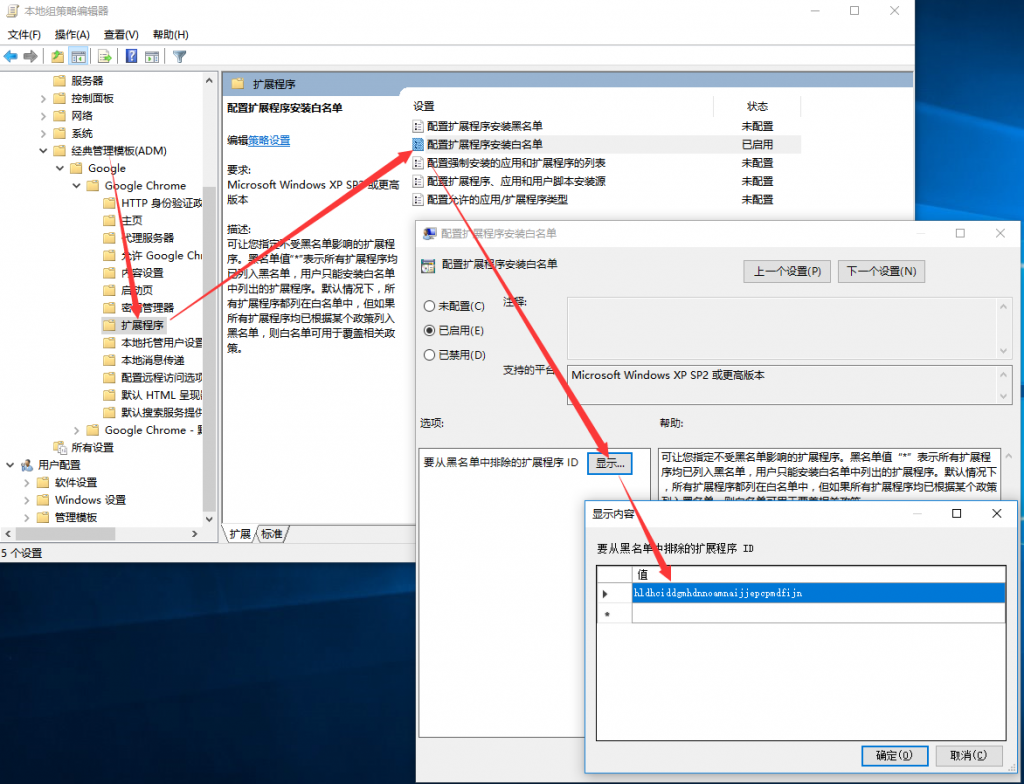 本地组策略编辑器
文件(F) 操作(A) 查看(V) 帮助(H)
服务器
控制面板
网络
系统
经典管理模板(ADM)
Google
Google Chrome
HTTP 身份验证政
主页
代理服务器
允许 Google Chr
内容设置
启动页
密码管理器
扩展程序
本地托管用户设置
本地消息传递
配置远程访问选项
默认 HTML 呈现
默认搜索服务提供
Google Chrome - 默
所有设置
用户配置
软件设置
Windows 设置
管理模板
5 个设置
扩展程序
配置扩展程序安装白名单
编辑策略设置
要求:
Microsoft Windows XP SP2 或更高
版本
描述:
可让您指定不受黑名单影响的扩展程
序。黑名单值“*”表示所有扩展程序均
已列入黑名单，用户只能安装白名单
中列出的扩展程序。默认情况下，所
有扩展程序都列在白名单中，但如果
所有扩展程序均已根据某个政策列入
黑名单，则白名单可用于覆盖相关政
策。
设置 状态
配置扩展程序安装黑名单 未配置
配置扩展程序安装白名单 已启用
配置强制安装的应用和扩展程序的列表 未配置
配置扩展程序、应用和用户脚本安装源 未配置
配置允许的应用/扩展程序类型 未配置
扩展 标准
配置扩展程序安装白名单
配置扩展程序安装白名单
上一个设置(P) 下一个设置(N)
未配置(C) 注释:
已启用(E)
已禁用(D)
支持的平台:
Microsoft Windows XP SP2 或更高版本
选项: 帮助:
要从黑名单中排除的扩展程序 ID 显示...
可让您指定不受黑名单影响的扩展程序。黑名单值 “*” 表示所有扩展程
序均已列入黑名单，用户只能安装白名单中列出的扩展程序。默认情况下
，所有扩展程序都列在白名单中，但如果所有扩展程序均已根据某个政策
列入黑名单，则白名单可用于覆盖相关政策。
显示内容
要从黑名单中排除的扩展程序 ID
值
hldhciddgmhdnnoamnaijjepcpmdfijn
*
确定(O) 取消(C)